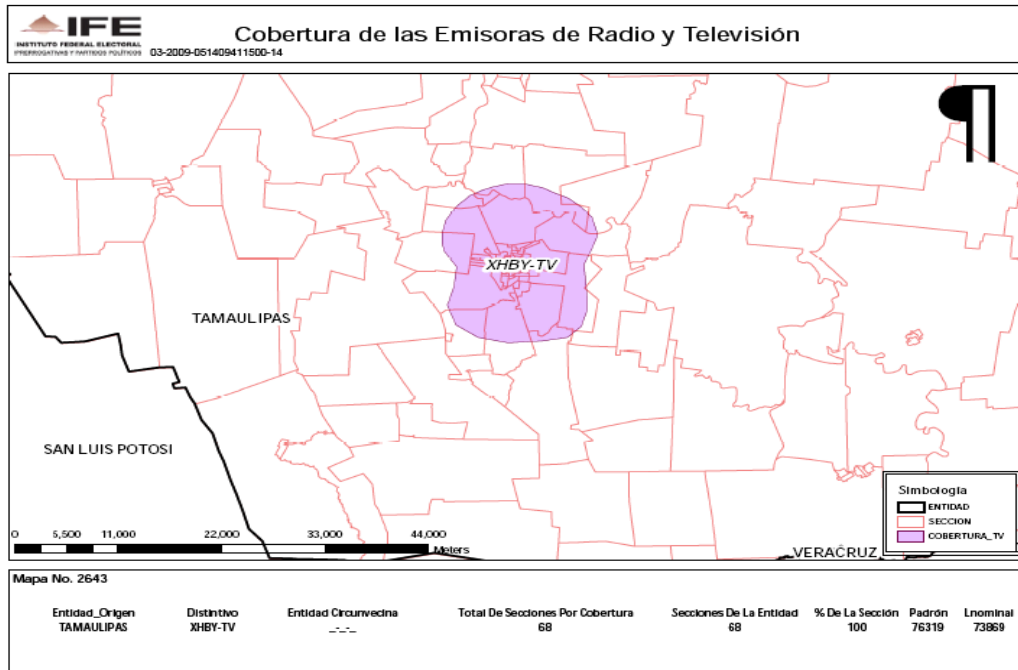 IFE
INSTITUTO FEDERAL ELECTORAL
PRERROGATIVAS Y PARTIDOS POLÍTICOS
03-2009-051409411500-14
Cobertura de las Emisoras de Radio y Televisión
XHBY-TV
TAMAULIPAS
SAN LUIS POTOSI
VERACRUZ
Simbología
ENTIDAD
SECCION
COBERTURA_TV
0 5,500 11,000 22,000 33,000 44,000
Meters
Mapa No. 2643
Entidad_Origen Distintivo Entidad Circunvecina Total De Secciones Por Cobertura Secciones De La Entidad % De La Sección Padrón Lnominal
TAMAULIPAS XHBY-TV _-_-_ 68 68 100 76319 73869